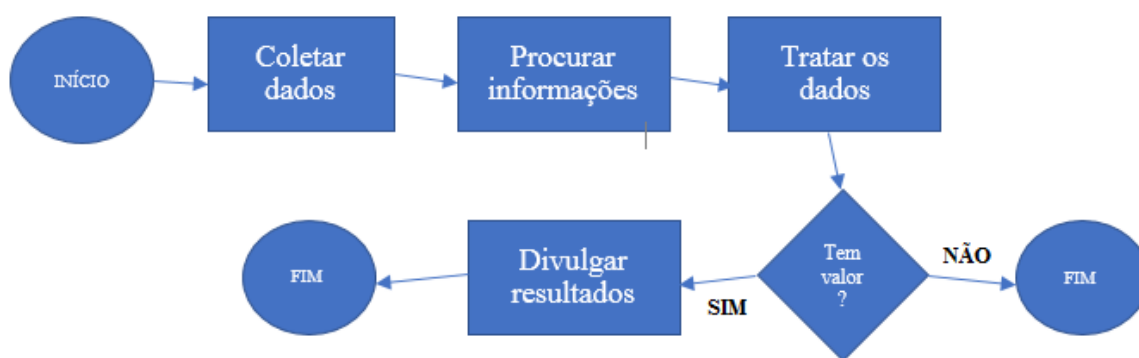 INÍCIO
Coletar
dados
Procurar
informações
Tratar os
dados
FIM
Divulgar
resultados
SIM
Tem
valor
?
NÃO
FIM